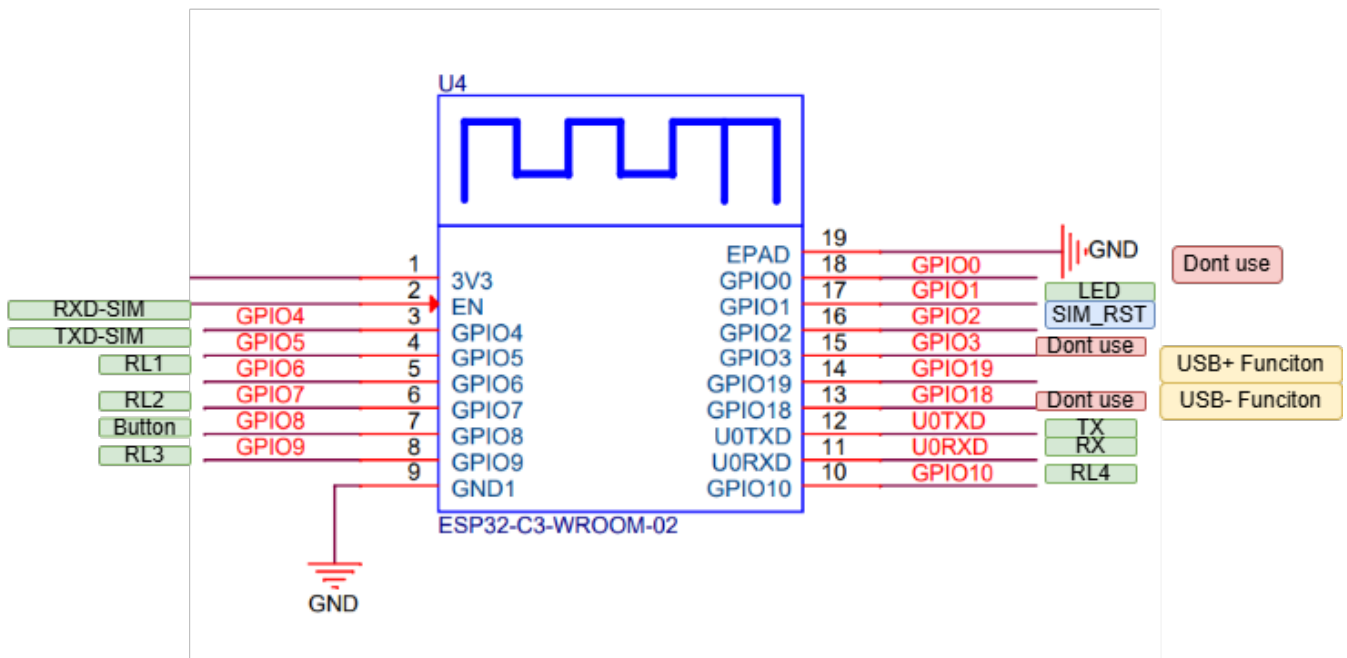 U4
19
EPAD
GND
Dont use
1
3V3
18
GPIO0
GPIO0
2
EN
17
GPIO1
GPIO1
LED
RXD-SIM
GPIO4
3
GPIO4
16
GPIO2
GPIO2
SIM_RST
TXD-SIM
GPIO5
4
GPIO5
15
GPIO3
GPIO3
Dont use
RL1
GPIO6
5
GPIO6
14
GPIO19
GPIO19
USB+ Funciton
RL2
GPIO7
6
GPIO7
13
GPIO18
GPIO18
Dont use
USB- Funciton
Button
GPIO8
7
GPIO8
12
U0TXD
U0TXD
TX
RL3
GPIO9
8
GPIO9
11
U0RXD
U0RXD
RX
9
GND1
10
GPIO10
GPIO10
RL4
ESP32-C3-WROOM-02
GND